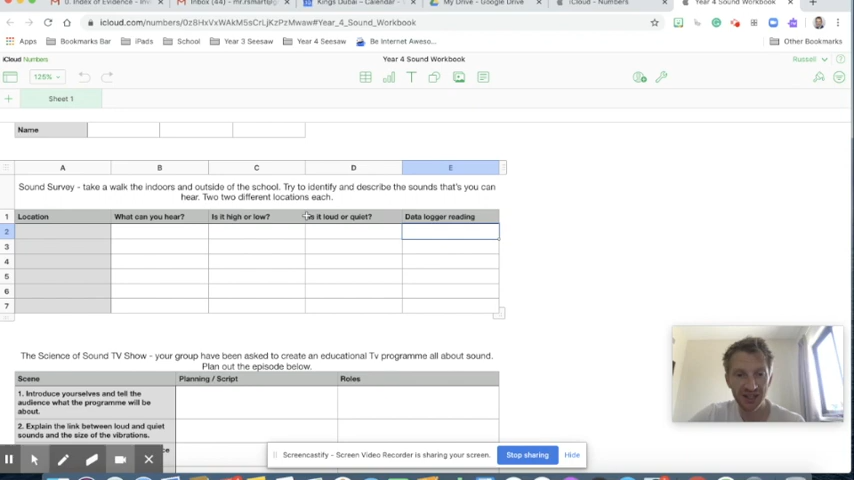 0. Index of Evidence - Inv
Inbox (44) - mr.rsmart@g
Kings Dubai – Calendar -
My Drive - Google Drive
iCloud - Numbers
Year 4 Sound Workbook
icloud.com/numbers/0z8HxVxWAkM5sCrLjKzPzMwaw#Year_4_Sound_Workbook
Apps Bookmarks Bar iPads School Year 3 Seesaw Year 4 Seesaw Be Internet Aweso... Other Bookmarks
iCloud Numbers Year 4 Sound Workbook Russell
125%
Sheet 1
Name
A B C D E
Sound Survey - take a walk the indoors and outside of the school. Try to identify and describe the sounds that's you can
hear. Two two different locations each.
1 Location What can you hear? Is it high or low? Is it loud or quiet? Data logger reading
2
3
4
5
6
7
The Science of Sound TV Show - your group have been asked to create an educational Tv programme all about sound.
Plan out the episode below.
Scene Planning / Script Roles
1. Introduce yourselves and tell the
audience what the programme will be
about.
2. Explain the link between loud and quiet
sounds and the size of the vibrations.
Screencastify - Screen Video Recorder is sharing your screen. Stop sharing Hide